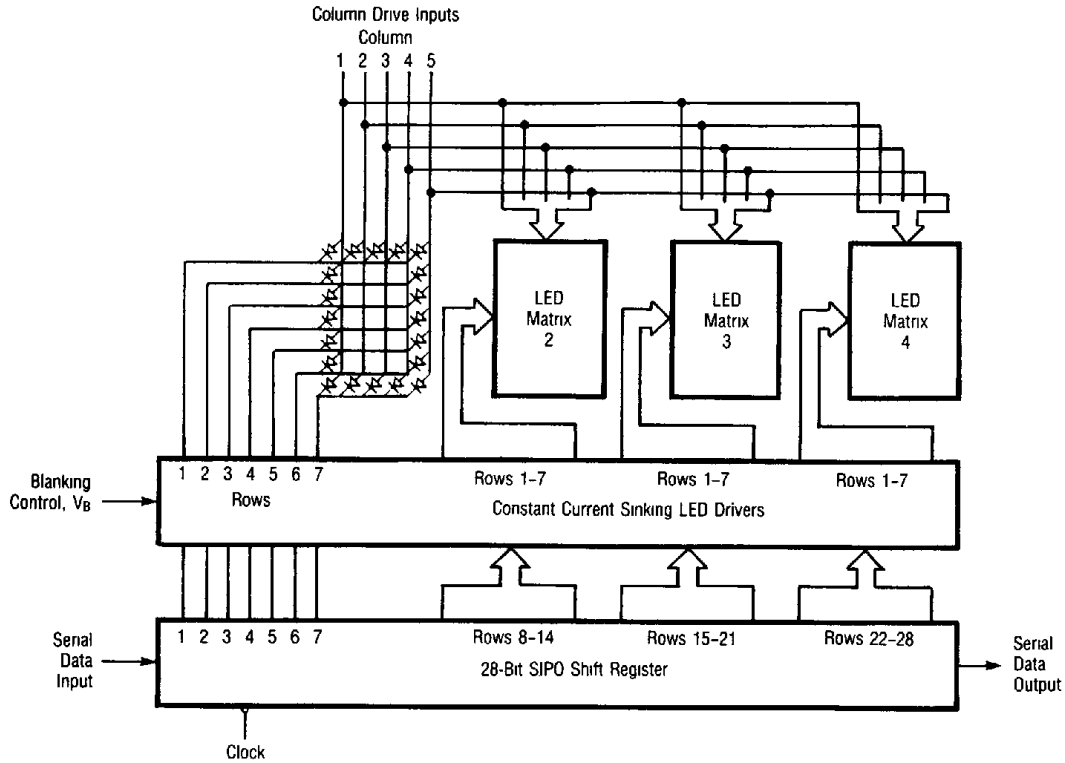 Column Drive Inputs
Column
1 2 3 4 5
LED
Matrix
2
LED
Matrix
3
LED
Matrix
4
1 2 3 4 5 6 7
Rows 1-7
Rows 1-7
Rows 1-7
Blanking
Control, VB
Rows
Constant Current Sinking LED Drivers
1 2 3 4 5 6 7
Rows 8-14
Rows 15-21
Rows 22-28
Serial
Data
Input
28-Bit SIPO Shift Register
Serial
Data
Output
Clock